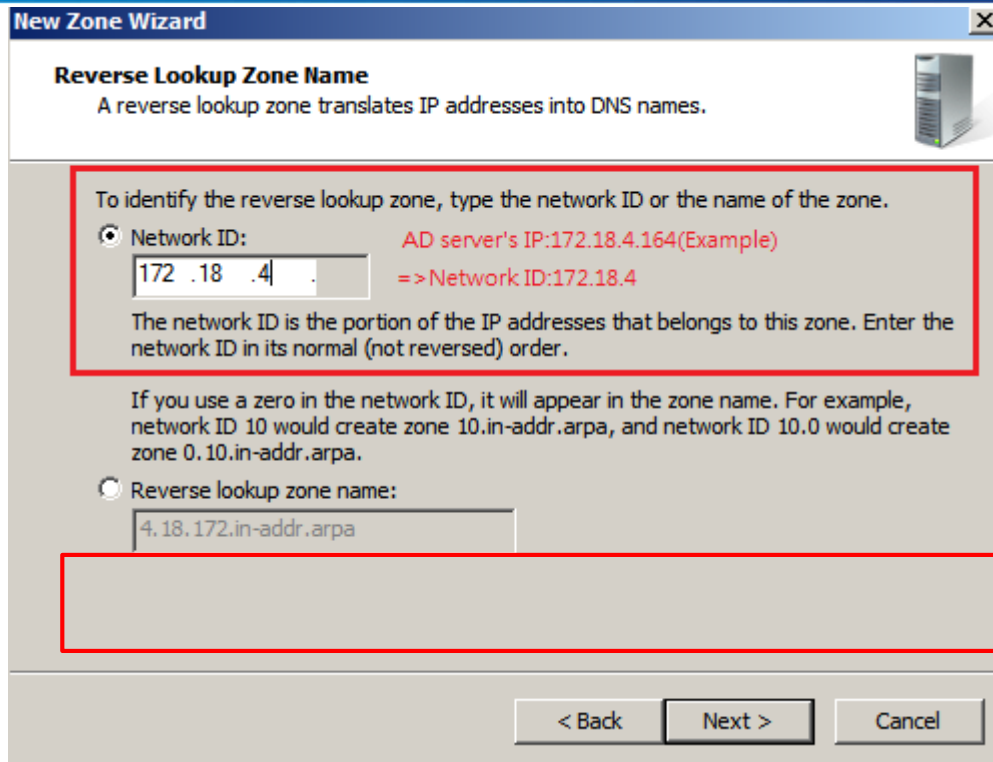 New Zone Wizard
Reverse Lookup Zone Name
A reverse lookup zone translates IP addresses into DNS names.
To identify the reverse lookup zone, type the network ID or the name of the zone.
Network ID:
AD server's IP:172.18.4.164(Example)
172 .18 .4 .
=>Network ID:172.18.4
The network ID is the portion of the IP addresses that belongs to this zone. Enter the
network ID in its normal (not reversed) order.
If you use a zero in the network ID, it will appear in the zone name. For example,
network ID 10 would create zone 10.in-addr.arpa, and network ID 10.0 would create
zone 0.10.in-addr.arpa.
Reverse lookup zone name:
4.18.172.in-addr.arpa
< Back Next > Cancel